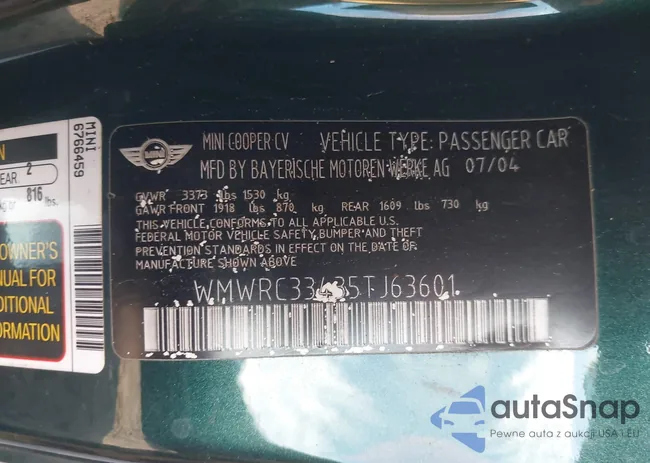 MINI
6766459
N
EAR 2
or 816 lbs.
OWNER'S
NUAL FOR
DITIONAL
ORMATION
MINI COOPER CV VEHICLE TYPE: PASSENGER CAR
MFD BY BAYERISCHE MOTOREN WERKE AG 07/04
GVWR 3373 lbs 1530 kg
GAWR FRONT 1918 lbs 870 kg REAR 1609 lbs 730 kg
THIS VEHICLE CONFORMS TO ALL APPLICABLE U.S.
FEDERAL MOTOR VEHICLE SAFETY, BUMPER AND THEFT
PREVENTION STANDARDS IN EFFECT ON THE DATE OF
MANUFACTURE SHOWN ABOVE.
WMWRC33435TJ63601
autoSnap
Pewne auta z aukcji USA i EU